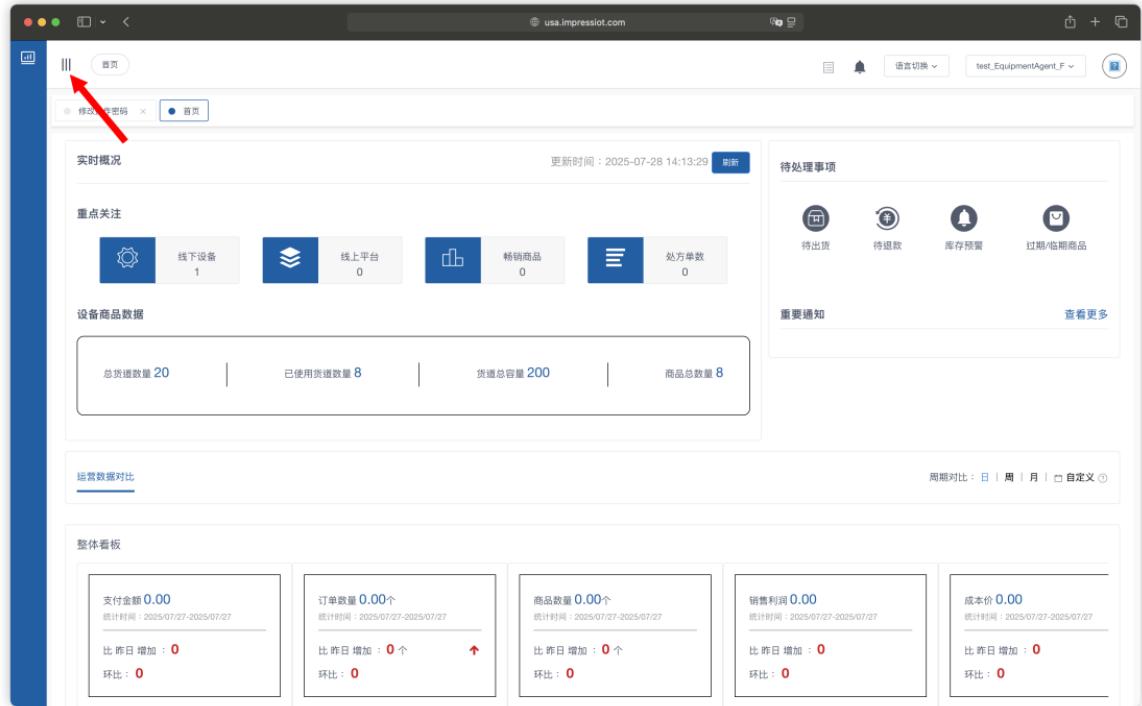 usa.impressiot.com
首页
语言切换
test_EquipmentAgent_F
首页
实时概况
更新时间：2025-07-28 14:13:29
刷新
待处理事项
重点关注
线下设备
1
线上平台
0
畅销商品
0
处方单数
0
待出货
待退款
库存预警
过期/临期商品
设备商品数据
重要通知
查看更多
总货道数量 20
已使用货道数量 8
货道总容量 200
商品总数量 8
运营数据对比
周期对比： 日 | 周 | 月 | 自定义
整体看板
支付金额 0.00
统计时间：2025/07/27-2025/07/27
比 昨日 增加 ： 0
环比： 0
订单数量 0.00个
统计时间：2025/07/27-2025/07/27
比 昨日 增加 ： 0 个
环比： 0
商品数量 0.00个
统计时间：2025/07/27-2025/07/27
比 昨日 增加 ： 0 个
环比： 0
销售利润 0.00
统计时间：2025/07/27-2025/07/27
比 昨日 增加 ： 0
环比： 0
成本价 0.00
统计时间：2025/07/27-2025/07/27
比 昨日 增加 ： 0
环比： 0